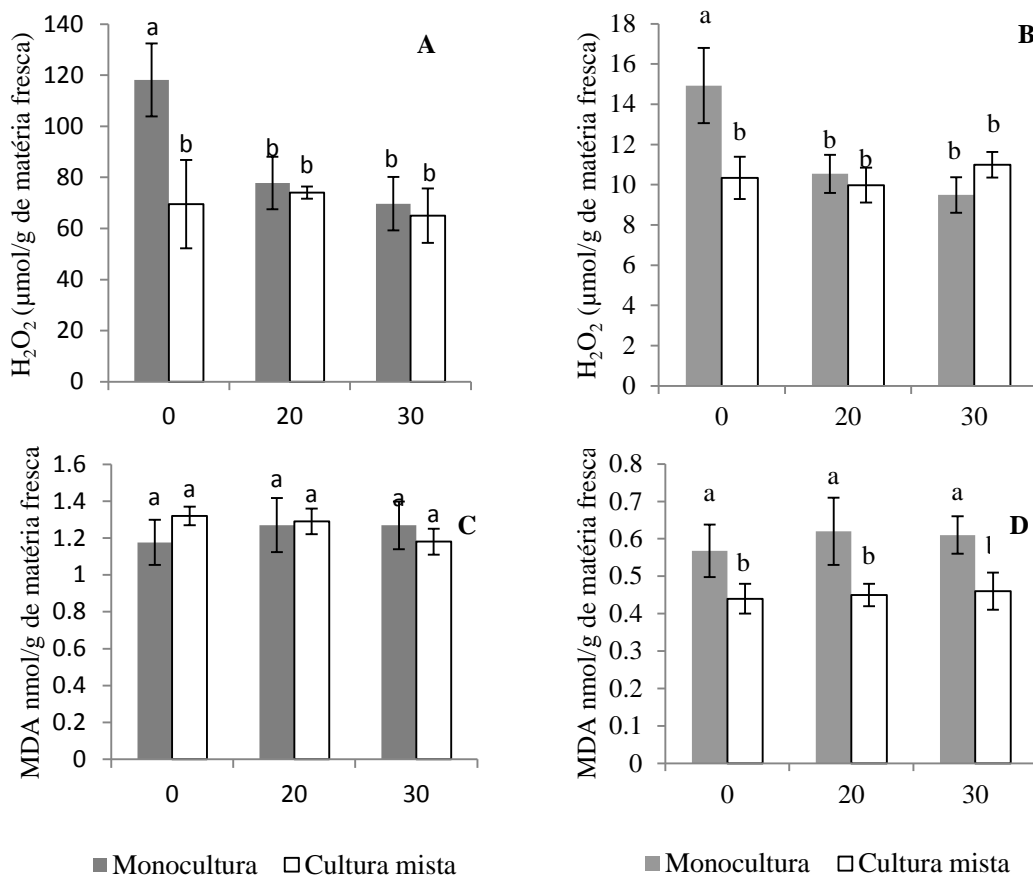 A
H₂O₂ (µmol/g de matéria fresca)
140
120
100
80
60
40
20
0
a
b
b
b
b
b
0 20 30
B
H₂O₂ (µmol/g de matéria fresca)
18
16
14
12
10
8
6
4
2
0
a
b
b
b
b
b
0 20 30
C
MDA nmol/g de matéria fresca
1.6
1.4
1.2
1
0.8
0.6
0.4
0.2
0
a
a
a
a
a
a
0 20 30
D
MDA nmol/g de matéria fresca
0.8
0.7
0.6
0.5
0.4
0.3
0.2
0.1
0
a
b
a
b
a
0 20 30
Monocultura Cultura mista
Monocultura Cultura mista